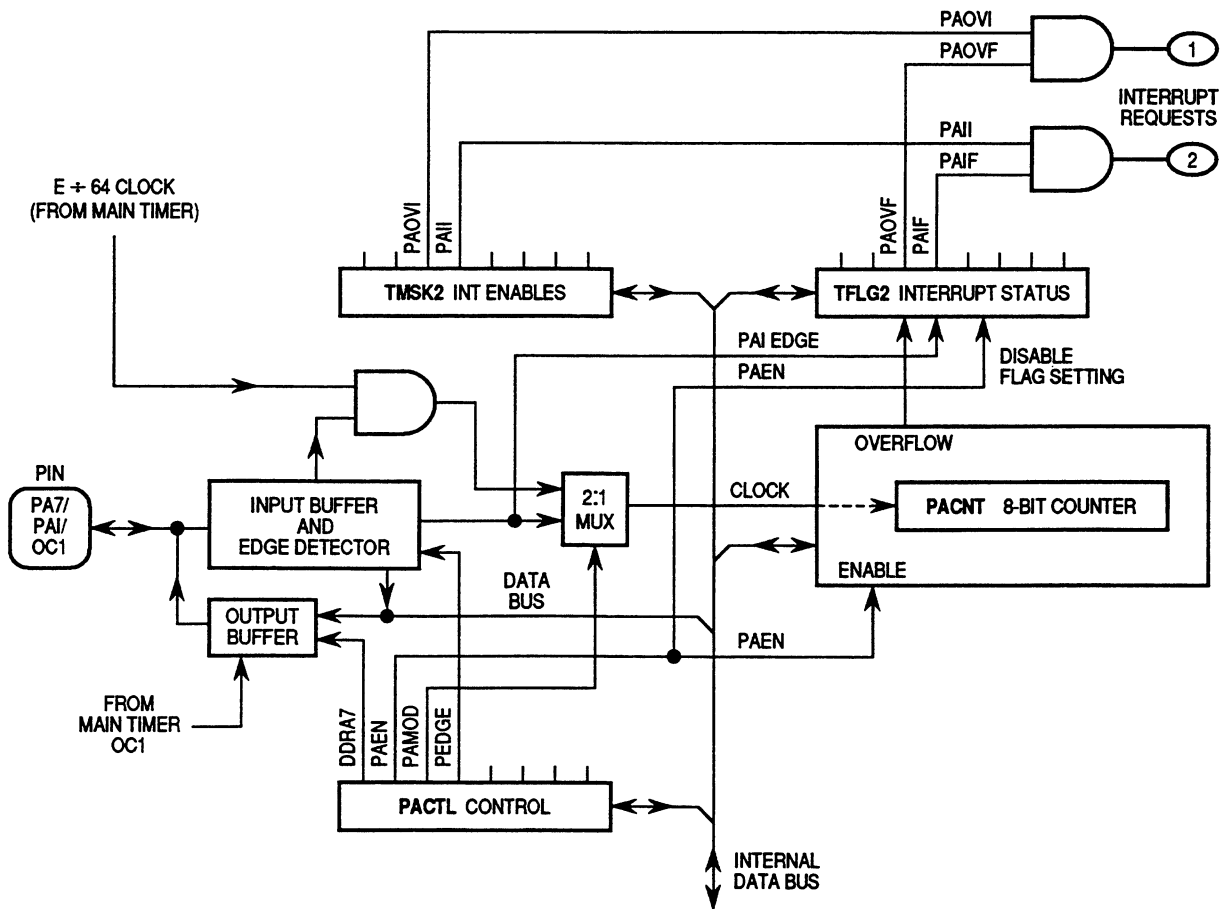 PAOVI
1
PAOVF
INTERRUPT
REQUESTS
PAII
2
PAIF
E ÷ 64 CLOCK
(FROM MAIN TIMER)
PAOVI
PAII
PAOVF
PAIF
TMSK2 INT ENABLES
TFLG2 INTERRUPT STATUS
PAI EDGE
PAEN
DISABLE
FLAG SETTING
OVERFLOW
PIN
PA7/
PAI/
OC1
INPUT BUFFER
AND
EDGE DETECTOR
2:1
MUX
CLOCK
PACNT 8-BIT COUNTER
ENABLE
DATA
BUS
OUTPUT
BUFFER
PAEN
FROM
MAIN TIMER
OC1
DDRA7
PAEN
PAMOD
PEDGE
PACTL CONTROL
INTERNAL
DATA BUS